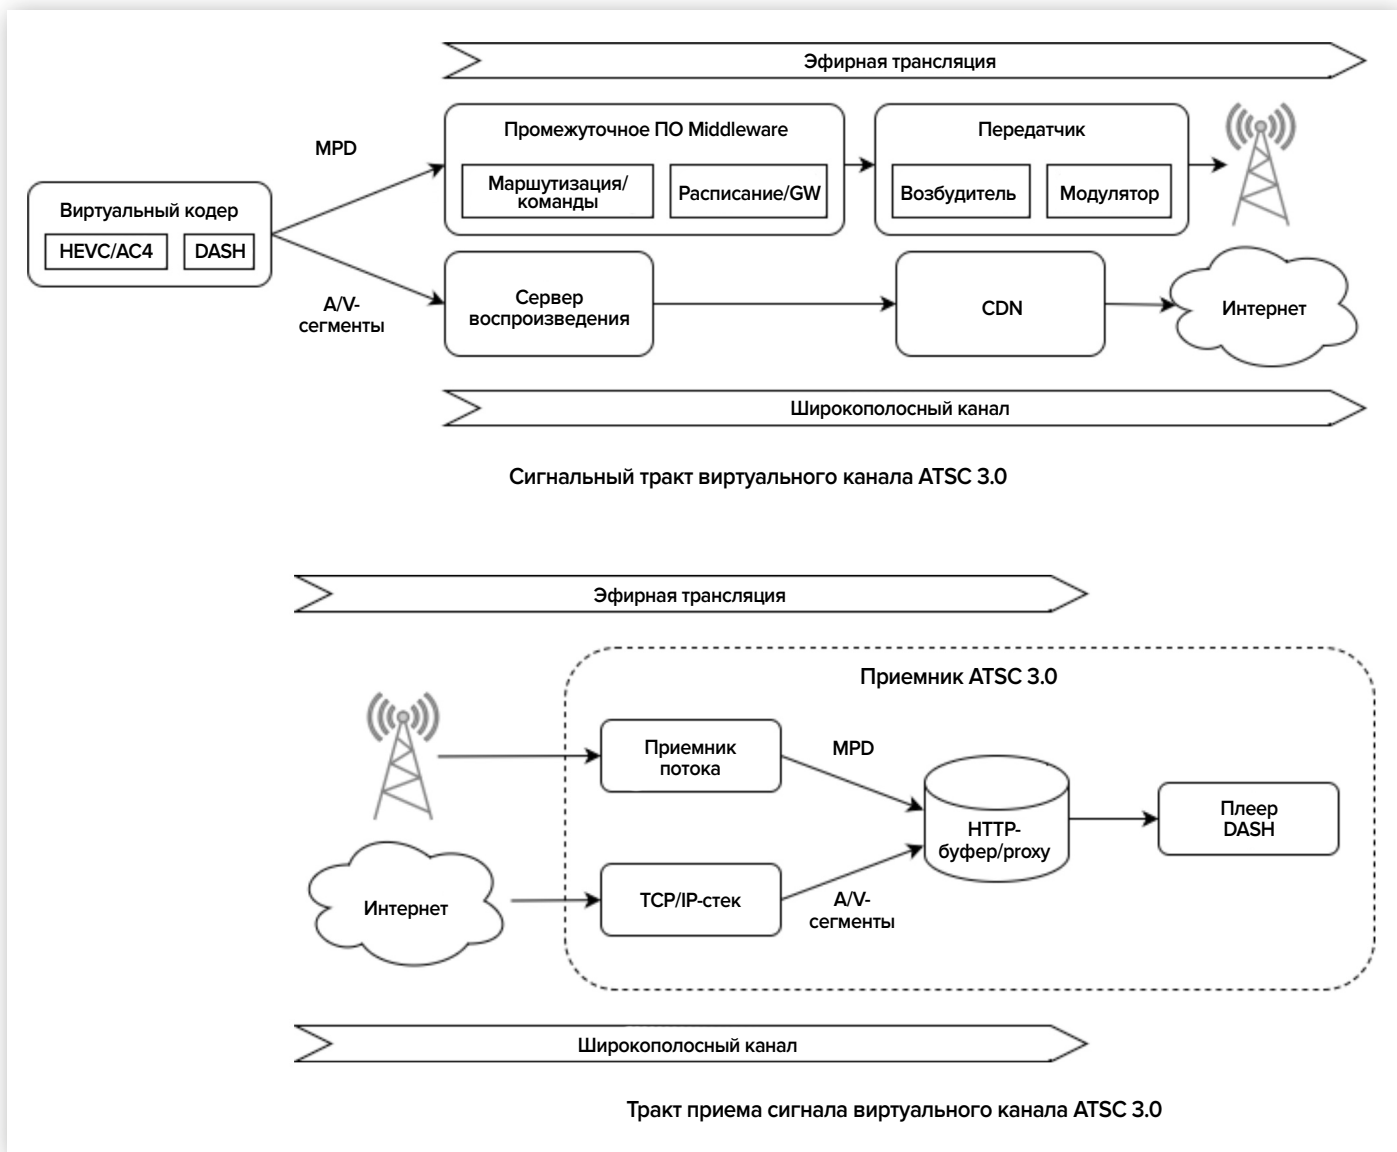 Эфирная трансляция
MPD
Промежуточное ПО Middleware
Маршутизация/
команды
Расписание/GW
Передатчик
Возбудитель
Модулятор
Виртуальный кодер
HEVC/AC4
DASH
A/V-
сегменты
Сервер
воспроизведения
CDN
Интернет
Широкополосный канал
Сигнальный тракт виртуального канала ATSC 3.0
Эфирная трансляция
Приемник ATSC 3.0
Приемник
потока
MPD
HTTP-
буфер/proxy
Плеер
DASH
Интернет
TCP/IP-стек
A/V-
сегменты
Широкополосный канал
Тракт приема сигнала виртуального канала ATSC 3.0